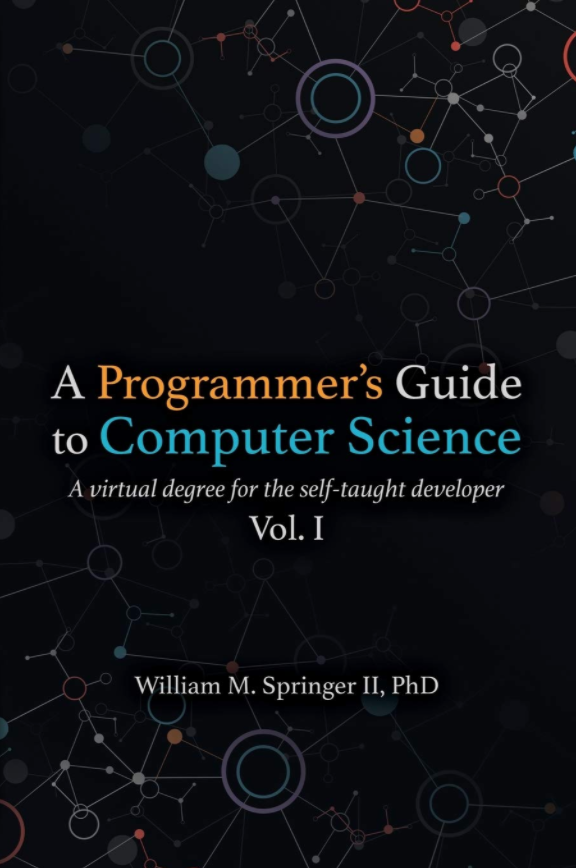 A Programmer's Guide
to Computer Science
A virtual degree for the self-taught developer
Vol. I
William M. Springer II, PhD